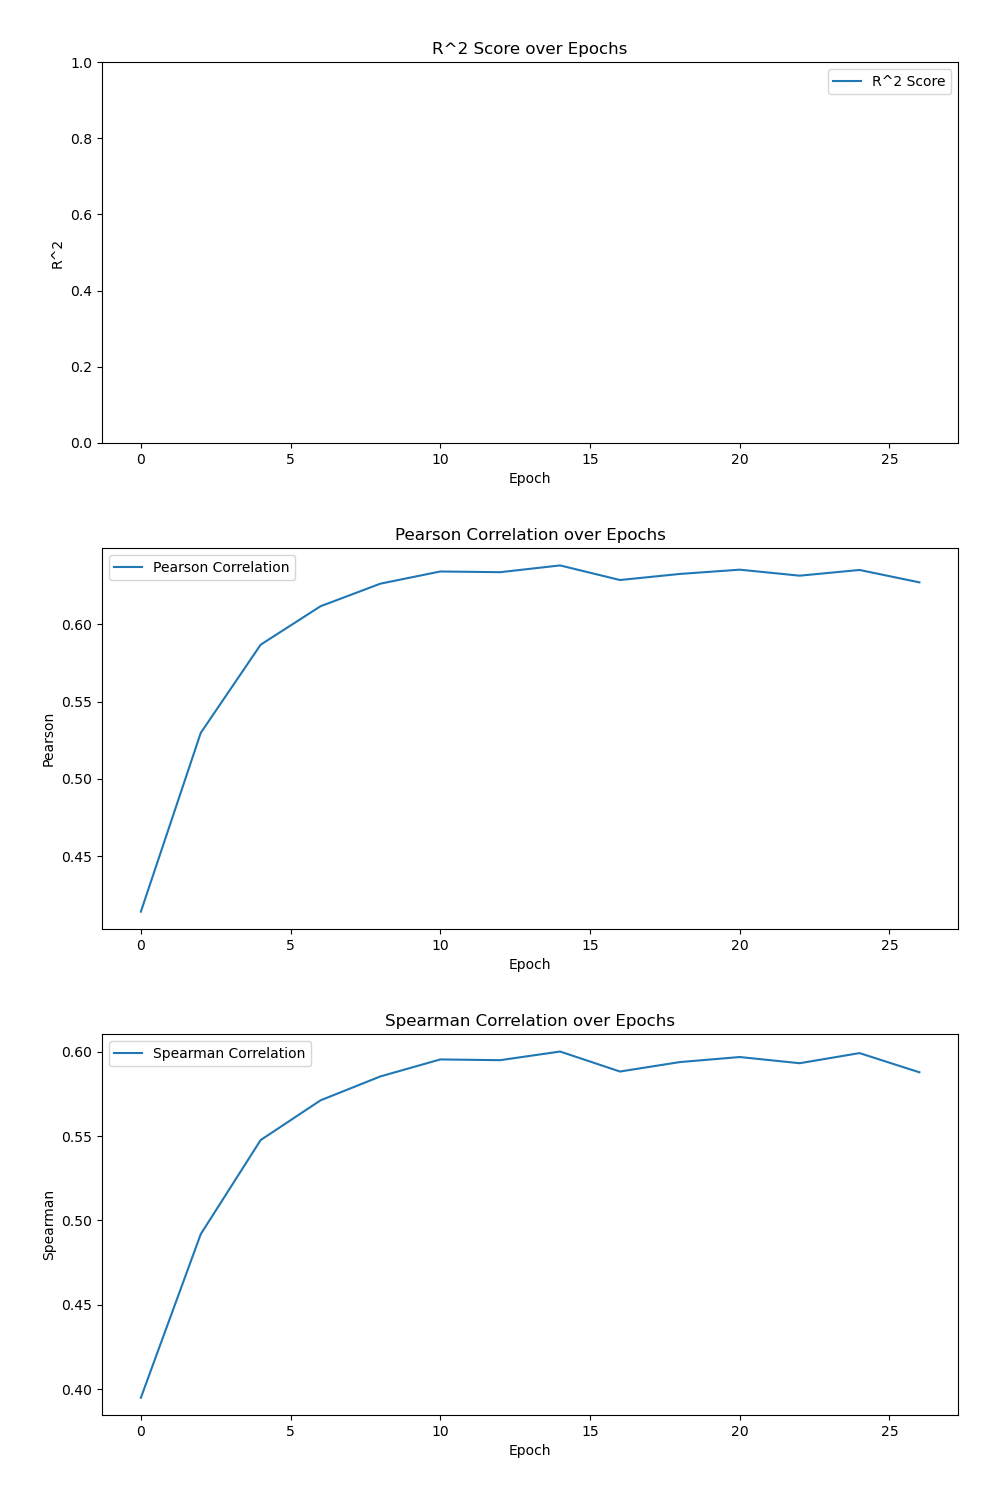 R^2 Score over Epochs
R^2 Score
1.0
0.8
0.6
0.4
0.2
0.0
R^2
0 5 10 15 20 25
Epoch
Pearson Correlation over Epochs
Pearson Correlation
0.60
0.55
0.50
0.45
Pearson
0 5 10 15 20 25
Epoch
Spearman Correlation over Epochs
Spearman Correlation
0.60
0.55
0.50
0.45
0.40
Spearman
0 5 10 15 20 25
Epoch